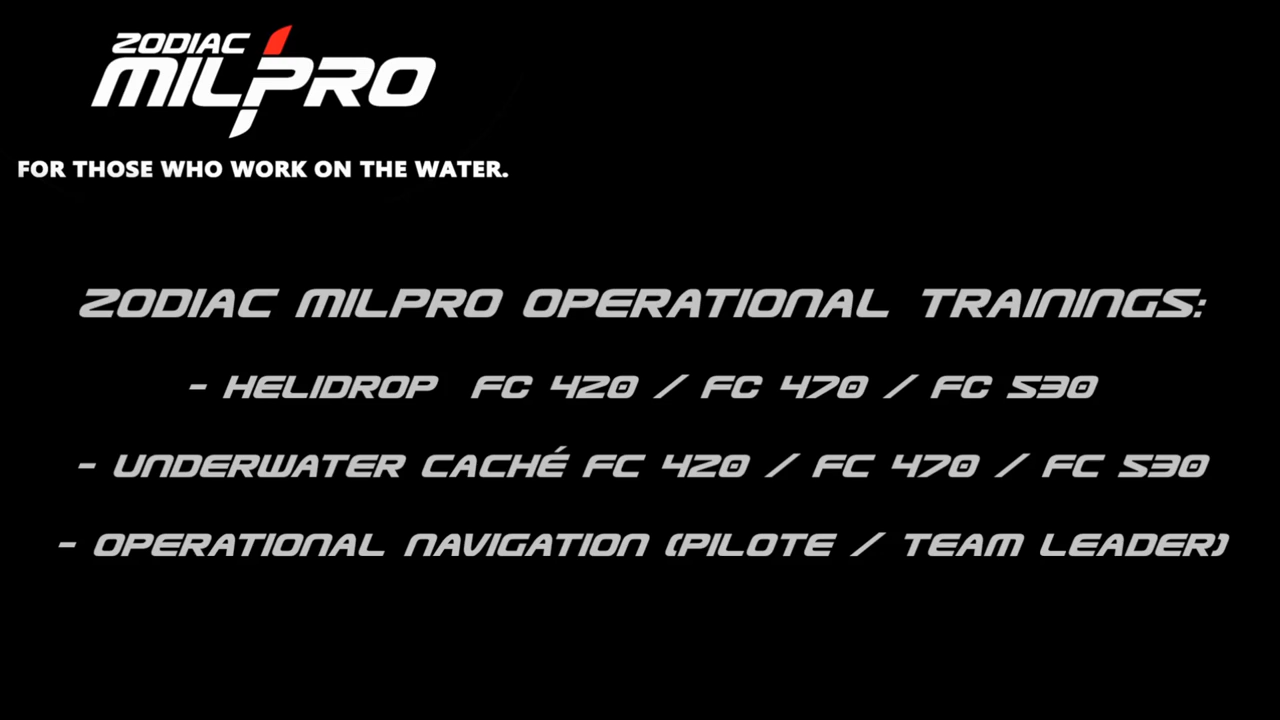 ZODIAC
MILPRO
FOR THOSE WHO WORK ON THE WATER.
ZODIAC MILPRO OPERATIONAL TRAININGS:
- HELIDROP FC 420 / FC 470 / FC 530
- UNDERWATER CACHÉ FC 420 / FC 470 / FC 530
- OPERATIONAL NAVIGATION (PILOTE / TEAM LEADER)